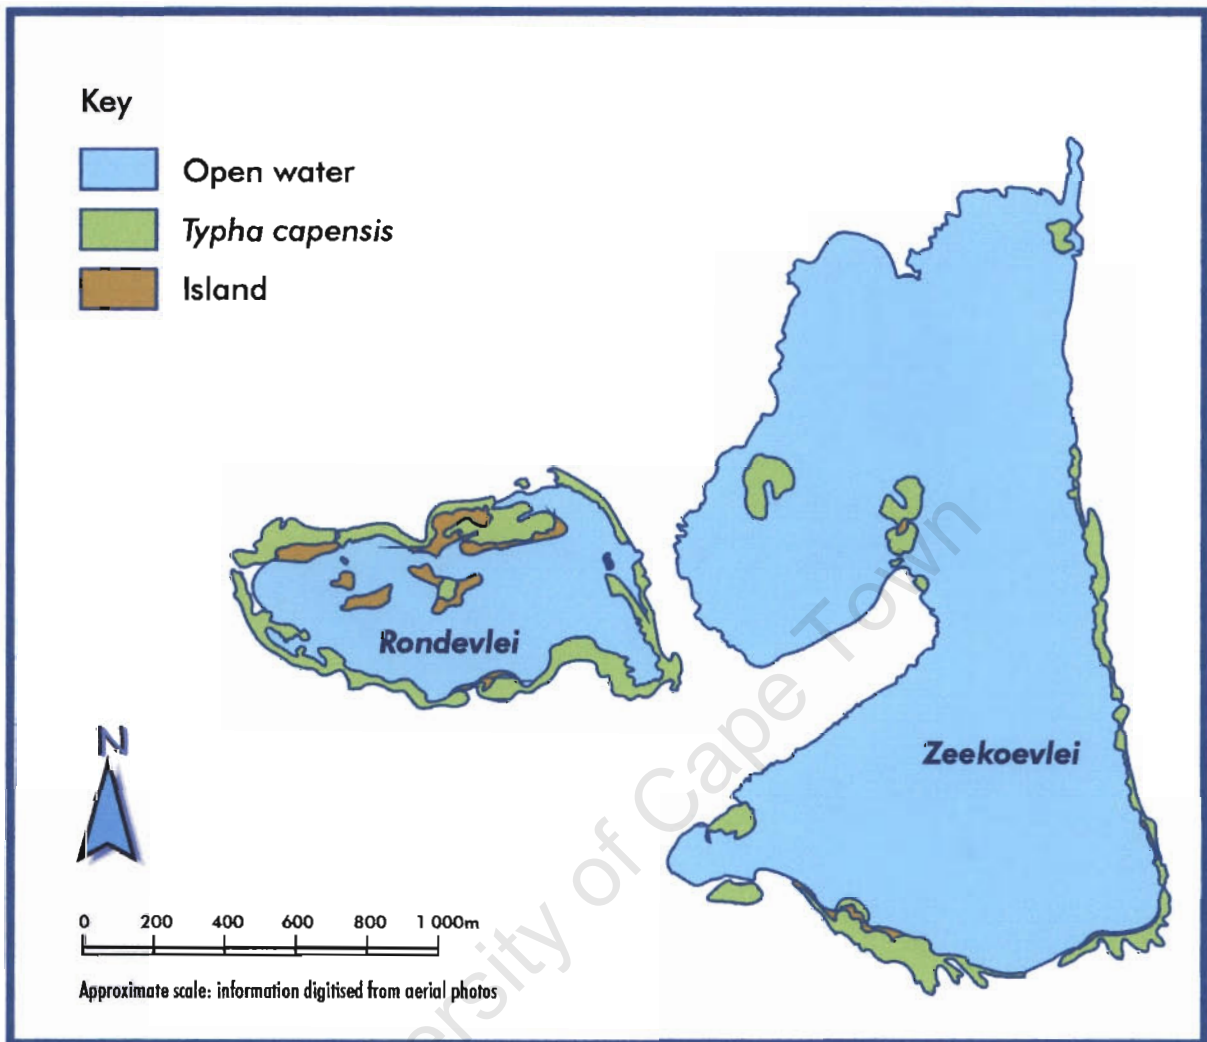 Key
Open water
Typha capensis
Island
Rondevlei
Zeekoevlei
N
0 200 400 600 800 1 000m
Approximate scale: information digitised from aerial photos
University of Cape Town